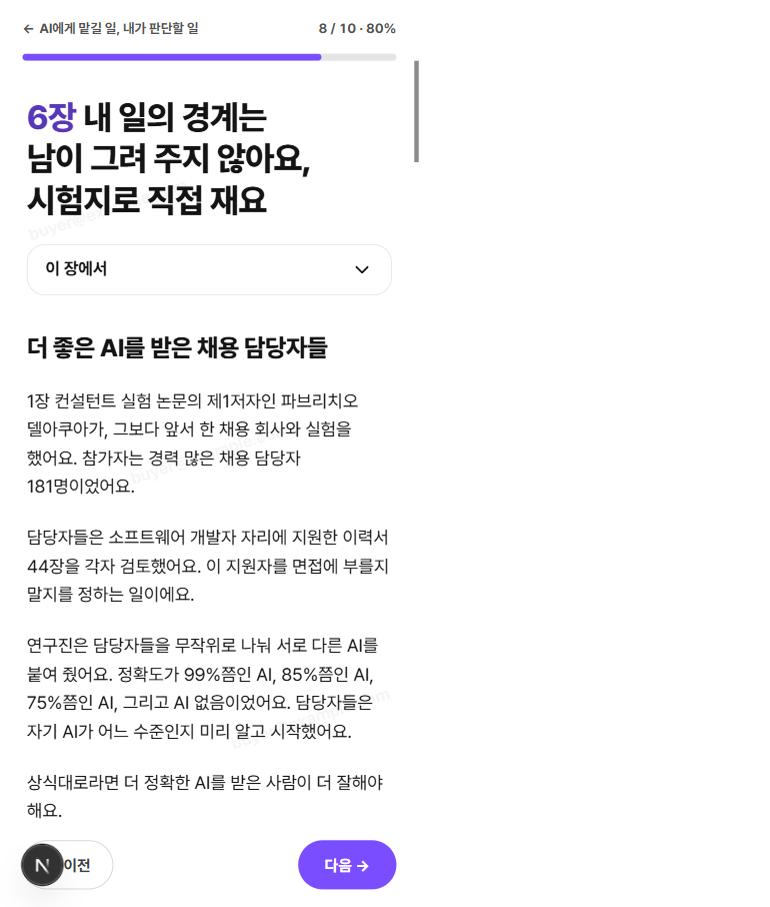 ← AI에게 맡길 일, 내가 판단할 일
8 / 10 · 80%
6장 내 일의 경계는
남이 그려 주지 않아요,
시험지로 직접 재요
이 장에서
더 좋은 AI를 받은 채용 담당자들
1장 컨설턴트 실험 논문의 제1저자인 파브리치오
델아쿠아가, 그보다 앞서 한 채용 회사와 실험을
했어요. 참가자는 경력 많은 채용 담당자
181명이었어요.
담당자들은 소프트웨어 개발자 자리에 지원한 이력서
44장을 각자 검토했어요. 이 지원자를 면접에 부를지
말지를 정하는 일이에요.
연구진은 담당자들을 무작위로 나눠 서로 다른 AI를
붙여 줬어요. 정확도가 99%쯤인 AI, 85%쯤인 AI,
75%쯤인 AI, 그리고 AI 없음이었어요. 담당자들은
자기 AI가 어느 수준인지 미리 알고 시작했어요.
상식대로라면 더 정확한 AI를 받은 사람이 더 잘해야
해요.
N 이전
다음 →